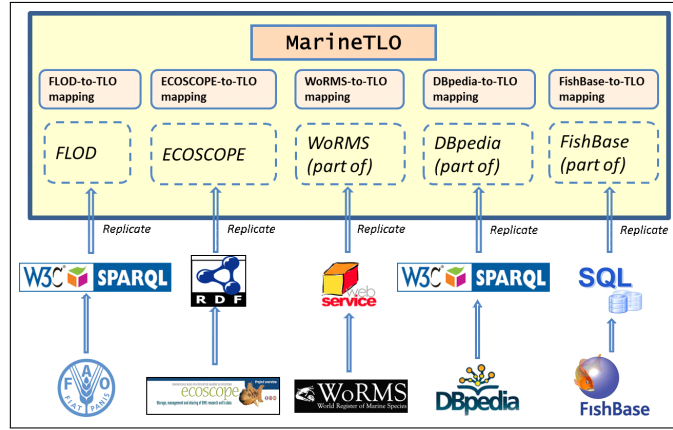 MarineTLO
FLOD-to-TLO
mapping
ECOSCOPE-to-TLO
mapping
WoRMS-to-TLO
mapping
DBpedia-to-TLO
mapping
FishBase-to-TLO
mapping
FLOD
ECOSCOPE
WoRMS
(part of)
DBpedia
(part of)
FishBase
(part of)
Replicate
Replicate
Replicate
Replicate
Replicate
W3C® SPARQL
RDF
web
service
W3C® SPARQL
SQL
F A O
FIAT PANIS
ecoscope
WoRMS
World Register of Marine Species
DBpedia
FishBase